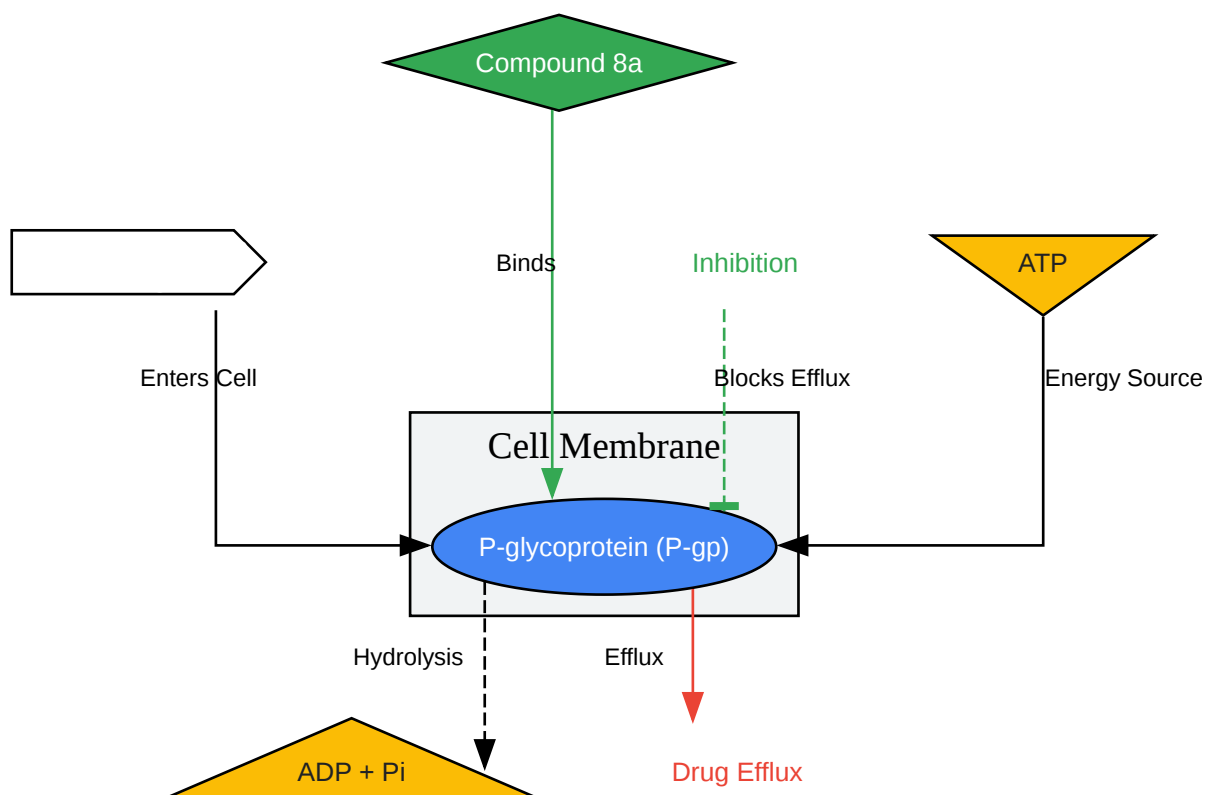 Compound 8a
Binds
Inhibition
ATP
Enters Cell
Blocks Efflux
Energy Source
Cell Membrane
P-glycoprotein (P-gp)
Hydrolysis
Efflux
ADP + Pi
Drug Efflux